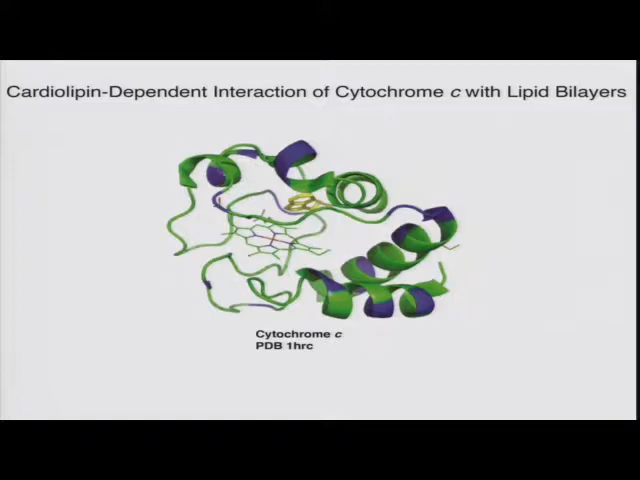 Cardiolipin-Dependent Interaction of Cytochrome c with Lipid Bilayers
Cytochrome c
PDB 1hrc